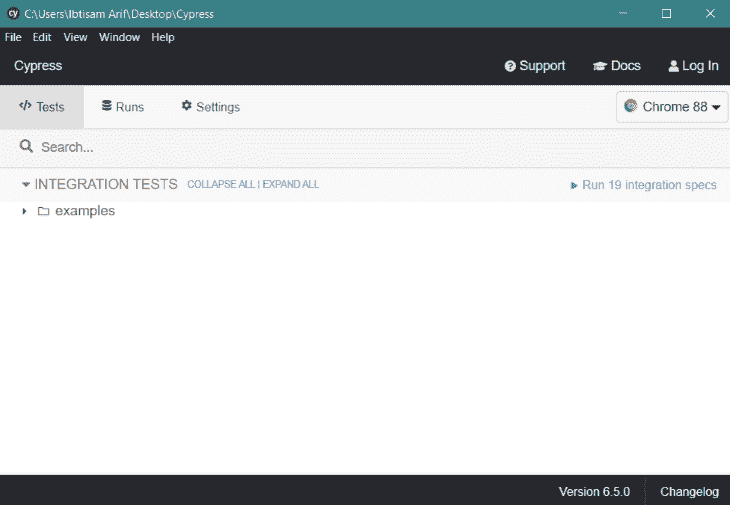 cy C:\Users\Ibtisam Arif\Desktop\Cypress
File Edit View Window Help
Cypress Support Docs Log In
</> Tests Runs Settings Chrome 88
Search...
INTEGRATION TESTS COLLAPSE ALL | EXPAND ALL Run 19 integration specs
examples
Version 6.5.0 Changelog